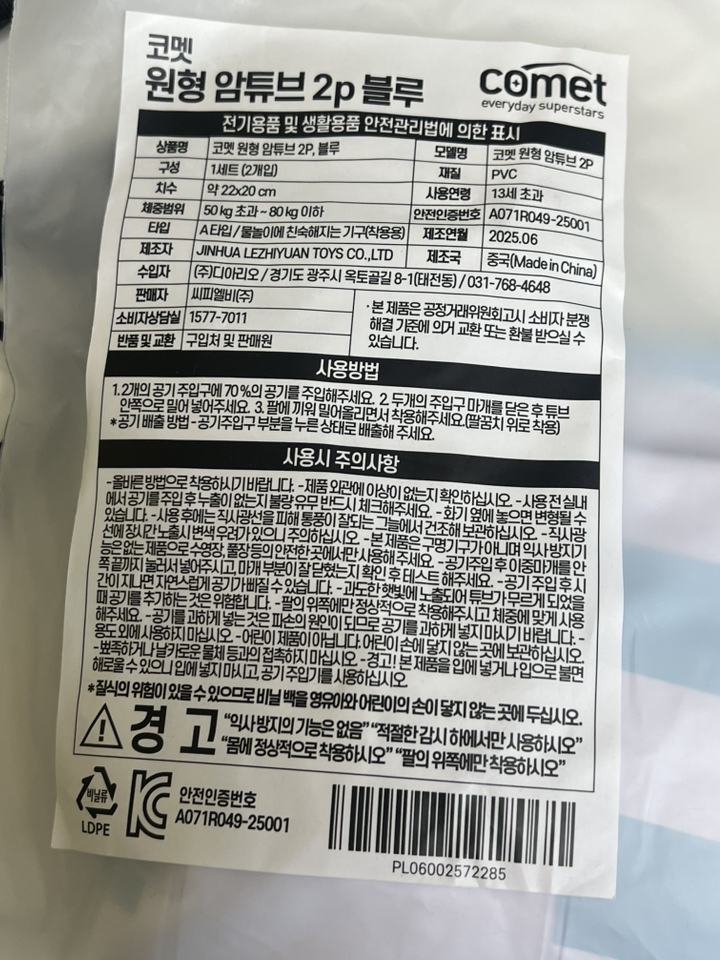 코멧
원형 암튜브 2p 블루
comet
everyday superstars
전기용품 및 생활용품 안전관리법에 의한 표시
상품명 코멧 원형 암튜브 2P, 블루 모델명 코멧 원형 암튜브 2P
구성 1세트 (2개입) 재질 PVC
치수 약 22x20 cm 사용연령 13세 초과
체중범위 50 kg 초과 ~ 80 kg 이하 안전인증번호 A071R049-25001
타입 A 타입 / 물놀이에 친숙해지는 기구(착용용) 제조연월 2025.06
제조자 JINHUA LEZHIYUAN TOYS CO.,LTD 제조국 중국(Made in China)
수입자 (주)디아리오 / 경기도 광주시 옥토골길 8-1(태전동) / 031-768-4648
판매자 씨피엘비(주)
소비자상담실 1577-7011
반품 및 교환 구입처 및 판매원
· 본 제품은 공정거래위원회고시 소비자 분쟁
해결 기준에 의거 교환 또는 환불 받으실 수
있습니다.
사용방법
1. 2개의 공기 주입구에 70%의 공기를 주입해주세요. 2. 두개의 주입구 마개를 닫은 후 튜브
안쪽으로 밀어 넣어주세요. 3. 팔에 끼워 밀어올리면서 착용해주세요.(팔꿈치 위로 착용)
* 공기 배출 방법 - 공기주입구 부분을 누른 상태로 배출해 주세요.
사용시 주의사항
-올바른 방법으로 착용하시기 바랍니다. -제품 외관에 이상이 없는지 확인하십시오. -사용 전 실내
에서 공기를 주입 후 누출이 없는지 불량 유무 반드시 체크해주세요. -화기 옆에 놓으면 변형될 수
있습니다. -사용 후에는 직사광선을 피해 통풍이 잘되는 그늘에서 건조해 보관하십시오. -직사광
선에 장시간 노출시 변색 우려가 있으니 주의하십시오. -본 제품은 구명기구가 아니며 익사 방지기
능은 없는 제품으로 수영장, 풀장 등의 안전한 곳에서만 사용해 주세요. -공기주입 후 이중마개를 안
쪽 끝까지 눌러서 넣어주시고, 마개 부분이 잘 닫혔는지 확인 후 테스트 해주세요. -공기 주입 후 시
간이 지나면 자연스럽게 공기가 빠질 수 있습니다. -과도한 햇빛에 노출되어 튜브가 무르게 되었을
때 공기를 추가하는 것은 위험합니다. -팔의 위쪽에만 정상적으로 착용해주시고 체중에 맞게 사용
해주세요. -공기를 과하게 넣는 것은 파손의 원인이 되므로 공기를 과하게 넣지 마시기 바랍니다. -
용도 외에 사용하지 마십시오. -어린이 제품이 아닙니다. 어린이 손에 닿지 않는 곳에 보관하십시오.
-뾰족하거나 날카로운 물체 등과의 접촉하지 마십시오. -경고! 본 제품을 입에 넣거나 입으로 불면
해로울 수 있으니 입에 넣지 마시고, 공기 주입기를 사용하십시오.
*질식의 위험이 있을 수 있으므로 비닐 백을 영유아와 어린이의 손이 닿지 않는 곳에 두십시오.
경 고 “익사 방지의 기능은 없음” “적절한 감시 하에서만 사용하시오”
“몸에 정상적으로 착용하시오” “팔의 위쪽에만 착용하시오”
비닐류
LDPE
안전인증번호
A071R049-25001
PL06002572285